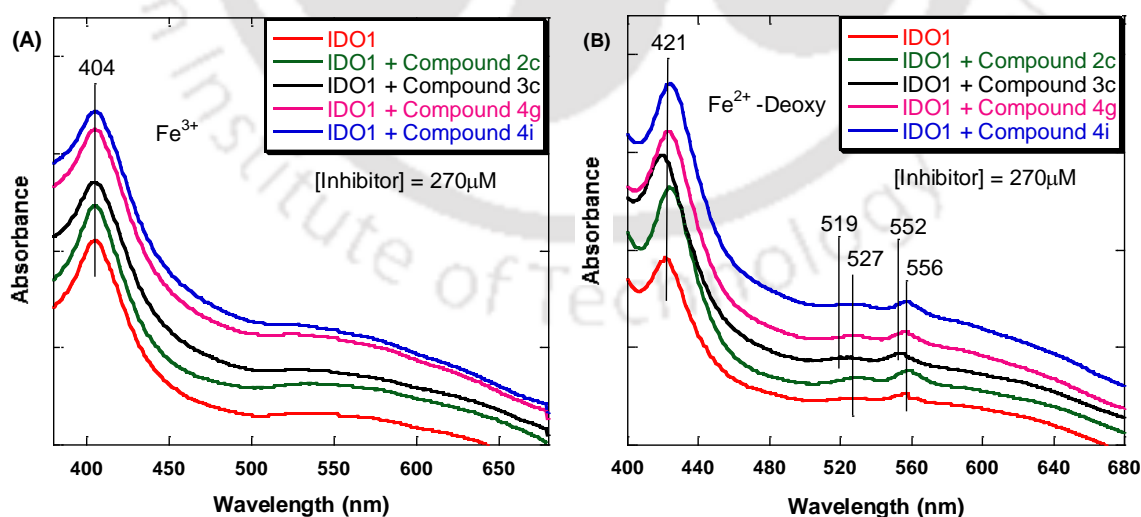 (A)
404
Fe3+
IDO1
IDO1 + Compound 2c
IDO1 + Compound 3c
IDO1 + Compound 4g
IDO1 + Compound 4i
[Inhibitor] = 270μM
Absorbance
400 450 500 550 600 650
Wavelength (nm)
(B)
421
Fe2+ -Deoxy
IDO1
IDO1 + Compound 2c
IDO1 + Compound 3c
IDO1 + Compound 4g
IDO1 + Compound 4i
[Inhibitor] = 270μM
519
552
527
556
Absorbance
400 440 480 520 560 600 640 680
Wavelength (nm)
n Institute of Technology